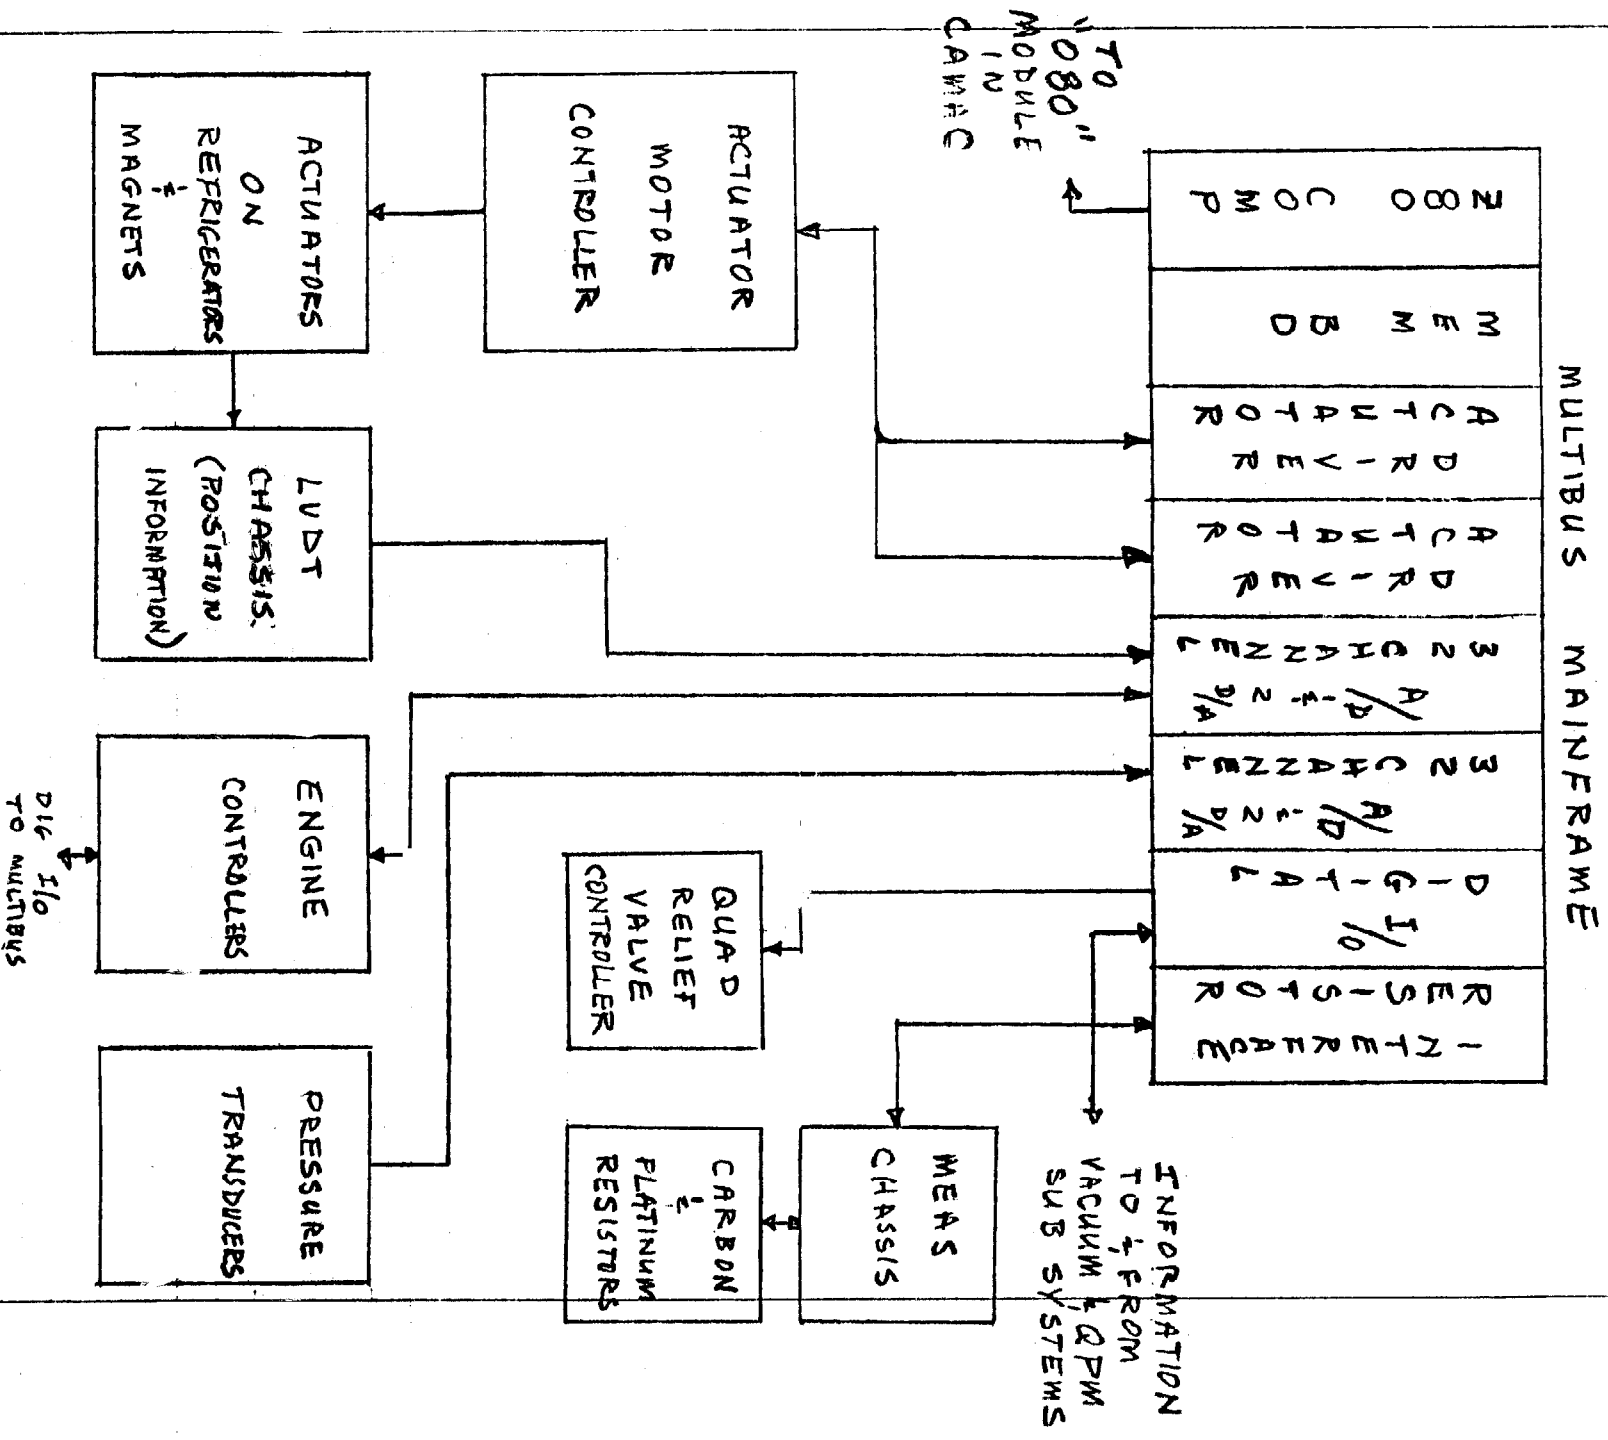 MULTIBUS MAINFRAME
Z80 COMP
MEM BD
ACTUATOR
DRIVER
ACTUATOR
DRIVER
32 CHANNEL
A/D & 2 D/A
32 CHANNEL
A/D & 2 D/A
DIGITAL
I/O
RESISTOR
INTERFACE
TO
"080"
MODULE
IN
CAMAC
INFORMATION
TO & FROM
VACUUM & QPM
SUB SYSTEMS
ACTUATOR
MOTOR
CONTROLLER
QUAD
RELIEF
VALVE
CONTROLLER
MEAS
CHASSIS
CARBON
&
PLATINUM
RESISTORS
ACTUATORS
ON
REFRIGERATORS
&
MAGNETS
LVDT
CHASSIS
(POSITION
INFORMATION)
ENGINE
CONTROLLERS
DIG I/O
TO MULTIBUS
PRESSURE
TRANSDUCERS